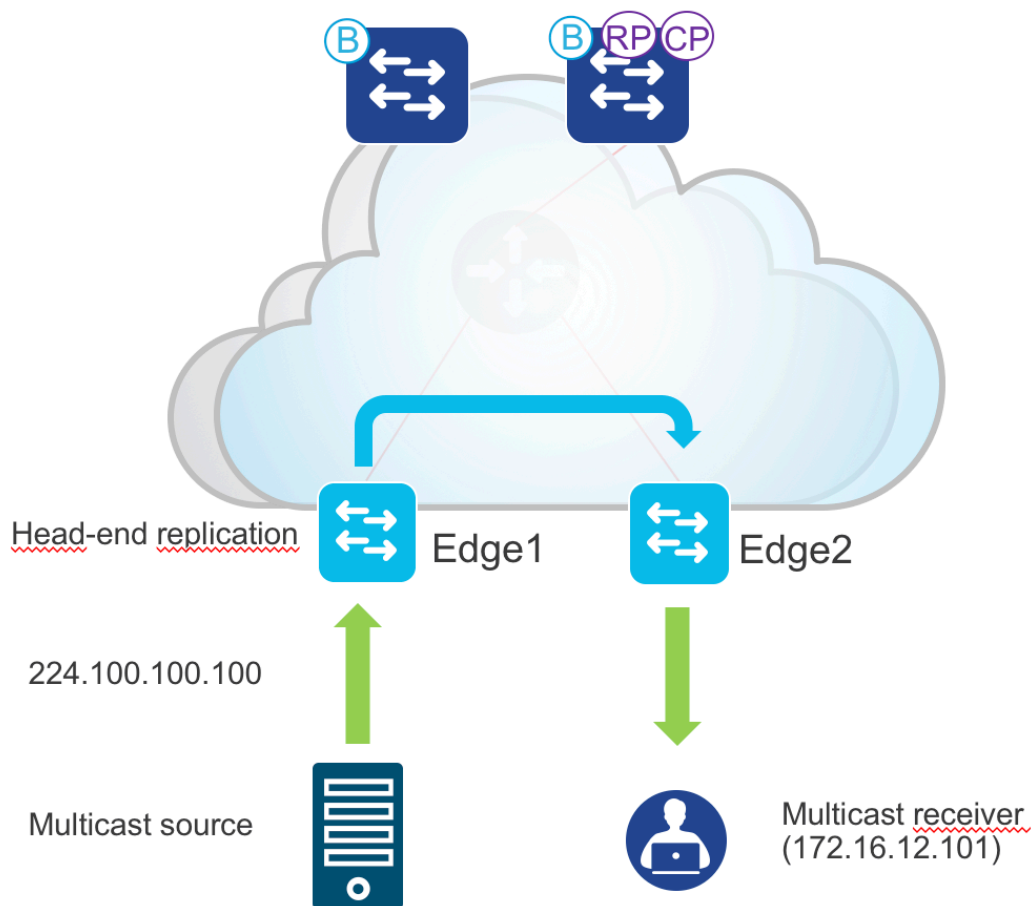 B
B RP CP
Head-end replication
Edge1
Edge2
224.100.100.100
Multicast source
Multicast receiver
(172.16.12.101)